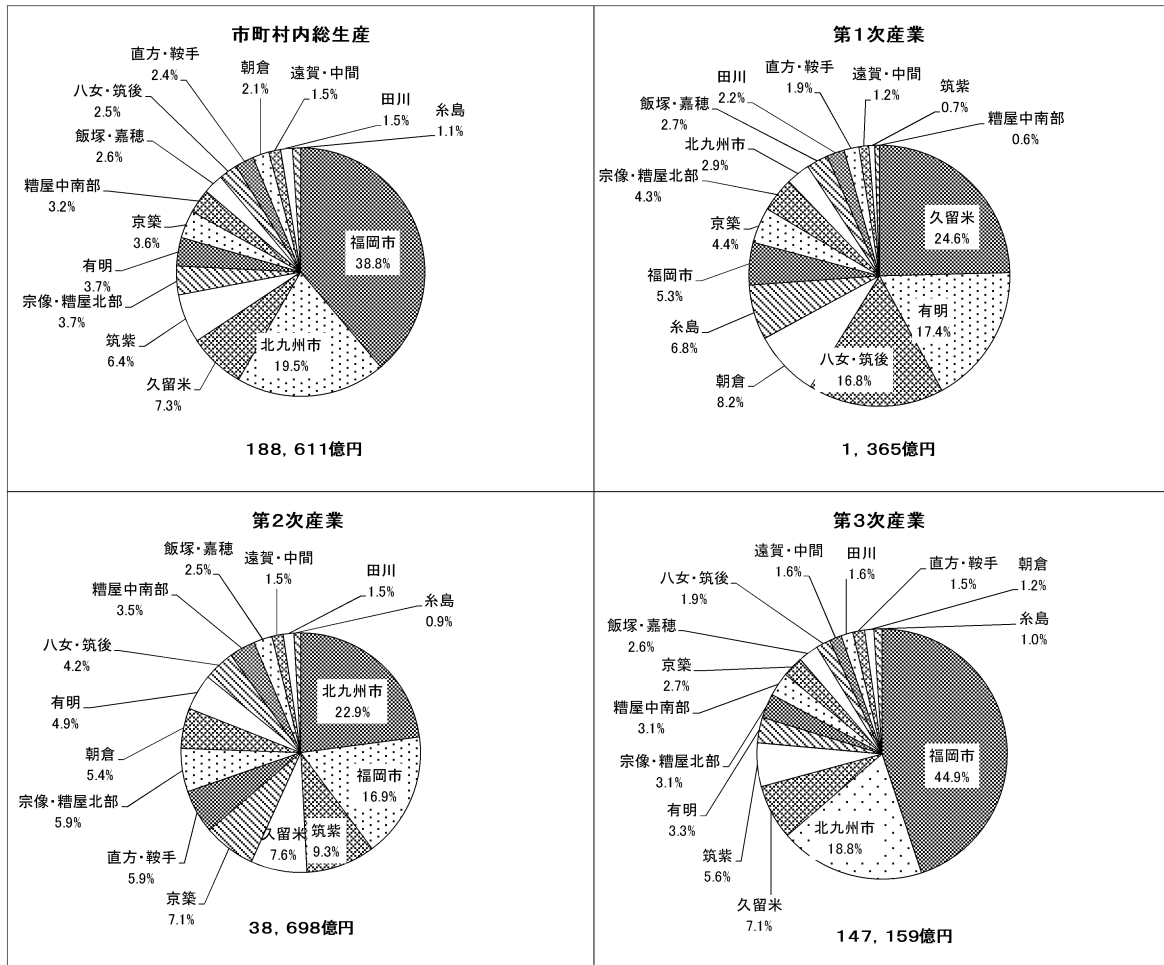 市町村内総生産
福岡市
38.8%
北九州市
19.5%
久留米
7.3%
筑紫
6.4%
宗像・糟屋北部
3.7%
有明
3.7%
京築
3.6%
糟屋中南部
3.2%
飯塚・嘉穂
2.6%
八女・筑後
2.5%
直方・鞍手
2.4%
朝倉
2.1%
遠賀・中間
1.5%
田川
1.5%
糸島
1.1%
188,611億円
第1次産業
久留米
24.6%
有明
17.4%
八女・筑後
16.8%
朝倉
8.2%
糸島
6.8%
福岡市
5.3%
京築
4.4%
宗像・糟屋北部
4.3%
北九州市
2.9%
飯塚・嘉穂
2.7%
田川
2.2%
直方・鞍手
1.9%
遠賀・中間
1.2%
筑紫
0.7%
糟屋中南部
0.6%
1,365億円
第2次産業
北九州市
22.9%
福岡市
16.9%
筑紫
9.3%
久留米
7.6%
京築
7.1%
直方・鞍手
5.9%
宗像・糟屋北部
5.9%
朝倉
5.4%
有明
4.9%
八女・筑後
4.2%
糟屋中南部
3.5%
飯塚・嘉穂
2.5%
遠賀・中間
1.5%
田川
1.5%
糸島
0.9%
38,698億円
第3次産業
福岡市
44.9%
北九州市
18.8%
久留米
7.1%
筑紫
5.6%
有明
3.3%
宗像・糟屋北部
3.1%
糟屋中南部
3.1%
京築
2.7%
飯塚・嘉穂
2.6%
八女・筑後
1.9%
遠賀・中間
1.6%
田川
1.6%
直方・鞍手
1.5%
朝倉
1.2%
糸島
1.0%
147,159億円